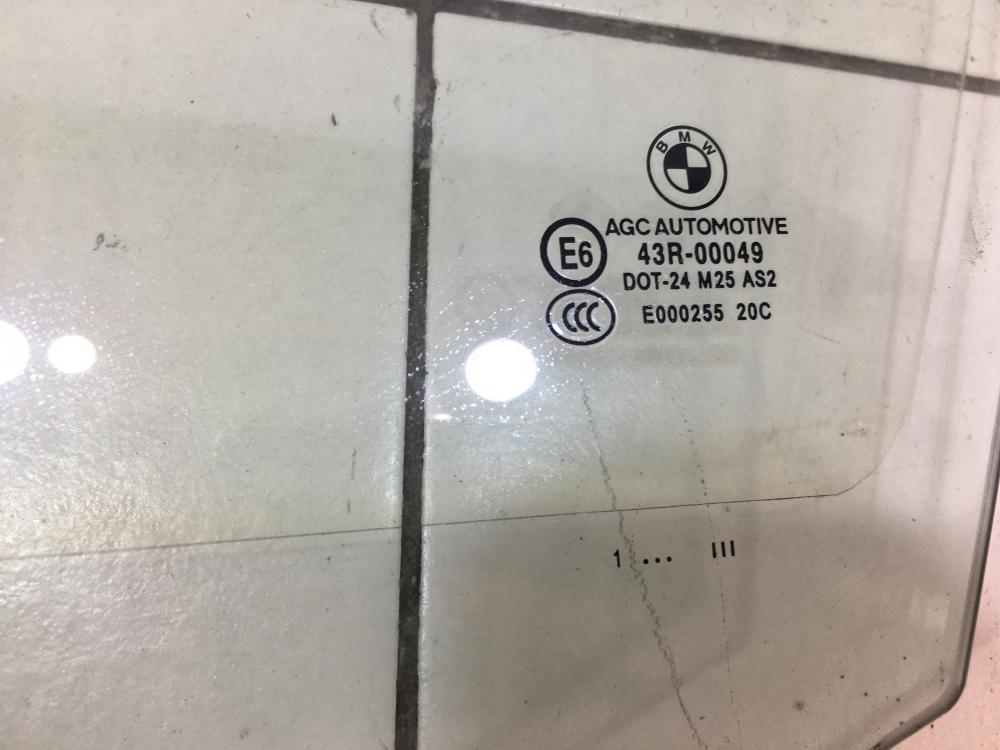 BMW
AGC AUTOMOTIVE
E6 43R-00049
DOT-24 M25 AS2
CCC E000255 20C
1 ... III